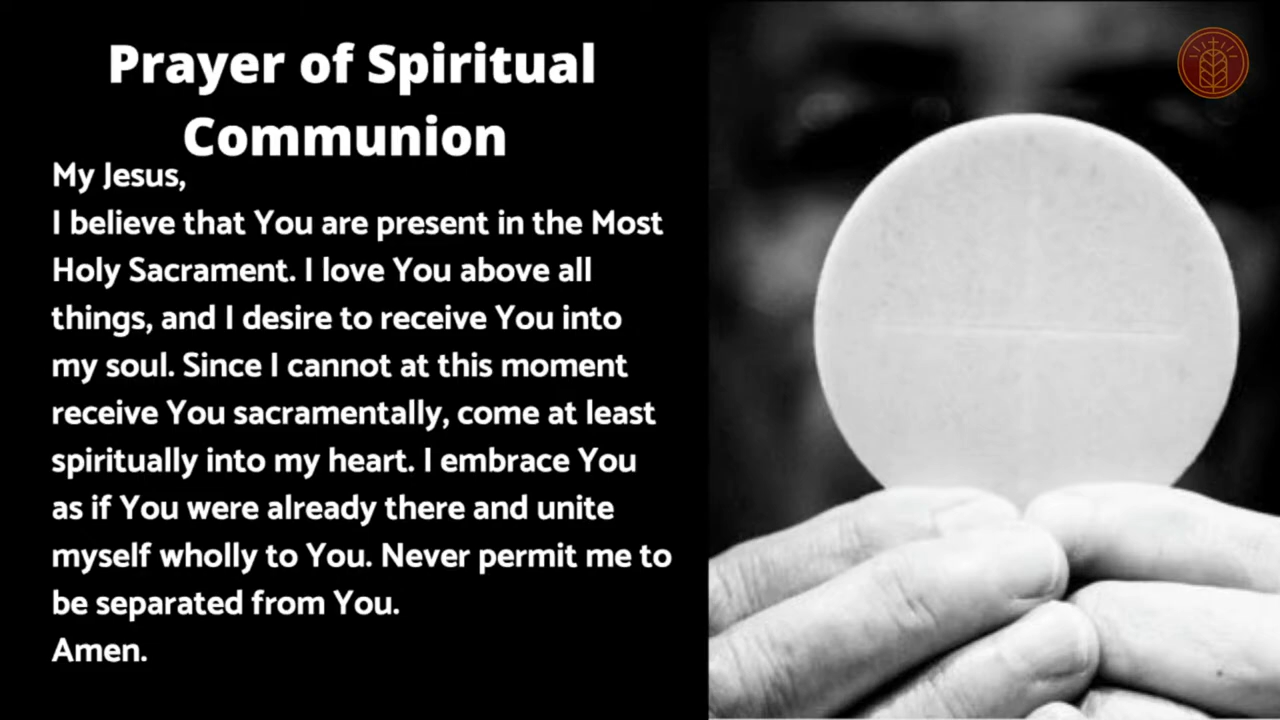 Prayer of Spiritual
Communion
My Jesus,
I believe that You are present in the Most
Holy Sacrament. I love You above all
things, and I desire to receive You into
my soul. Since I cannot at this moment
receive You sacramentally, come at least
spiritually into my heart. I embrace You
as if You were already there and unite
myself wholly to You. Never permit me to
be separated from You.
Amen.